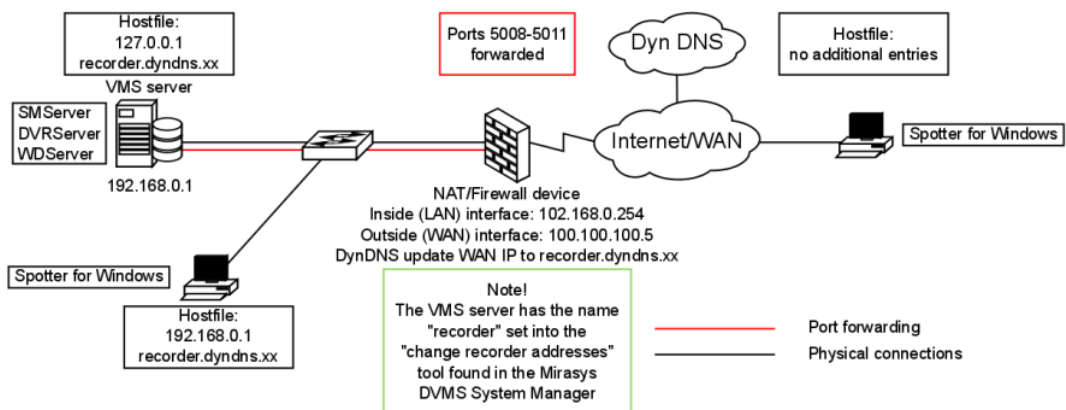 Hostfile:
127.0.0.1
recorder.dyndns.xx
VMS server
SMServer
DVRServer
WDServer
192.168.0.1
Ports 5008-5011
forwarded
Dyn DNS
Hostfile:
no additional entries
Internet/WAN
Spotter for Windows
NAT/Firewall device
Inside (LAN) interface: 102.168.0.254
Outside (WAN) interface: 100.100.100.5
DynDNS update WAN IP to recorder.dyndns.xx
Spotter for Windows
Hostfile:
192.168.0.1
recorder.dyndns.xx
Note!
The VMS server has the name
"recorder" set into the
"change recorder addresses"
tool found in the Mirasys
DVMS System Manager
Port forwarding
Physical connections